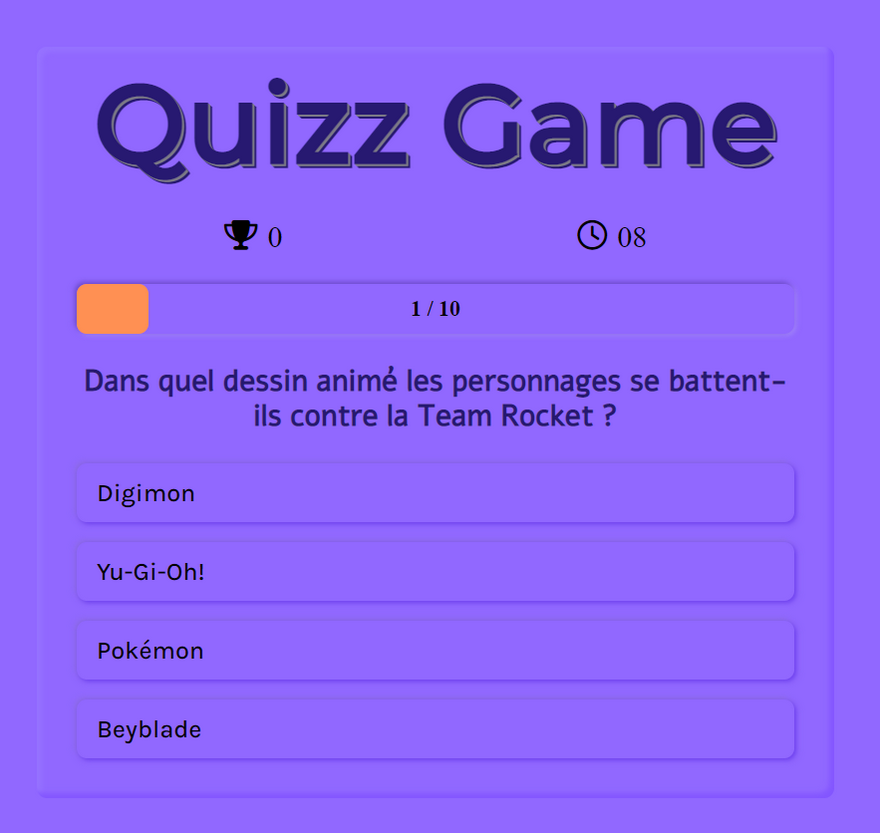 Quizz Game
0
08
1 / 10
Dans quel dessin animé les personnages se battent-
ils contre la Team Rocket ?
Digimon
Yu-Gi-Oh!
Pokémon
Beyblade